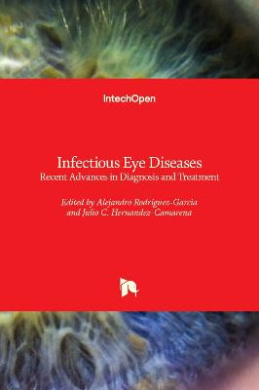 IntechOpen
Infectious Eye Diseases
Recent Advances in Diagnosis and Treatment
Edited by Alejandro Rodriguez-Garcia
and Julio C. Hernandez-Camarena